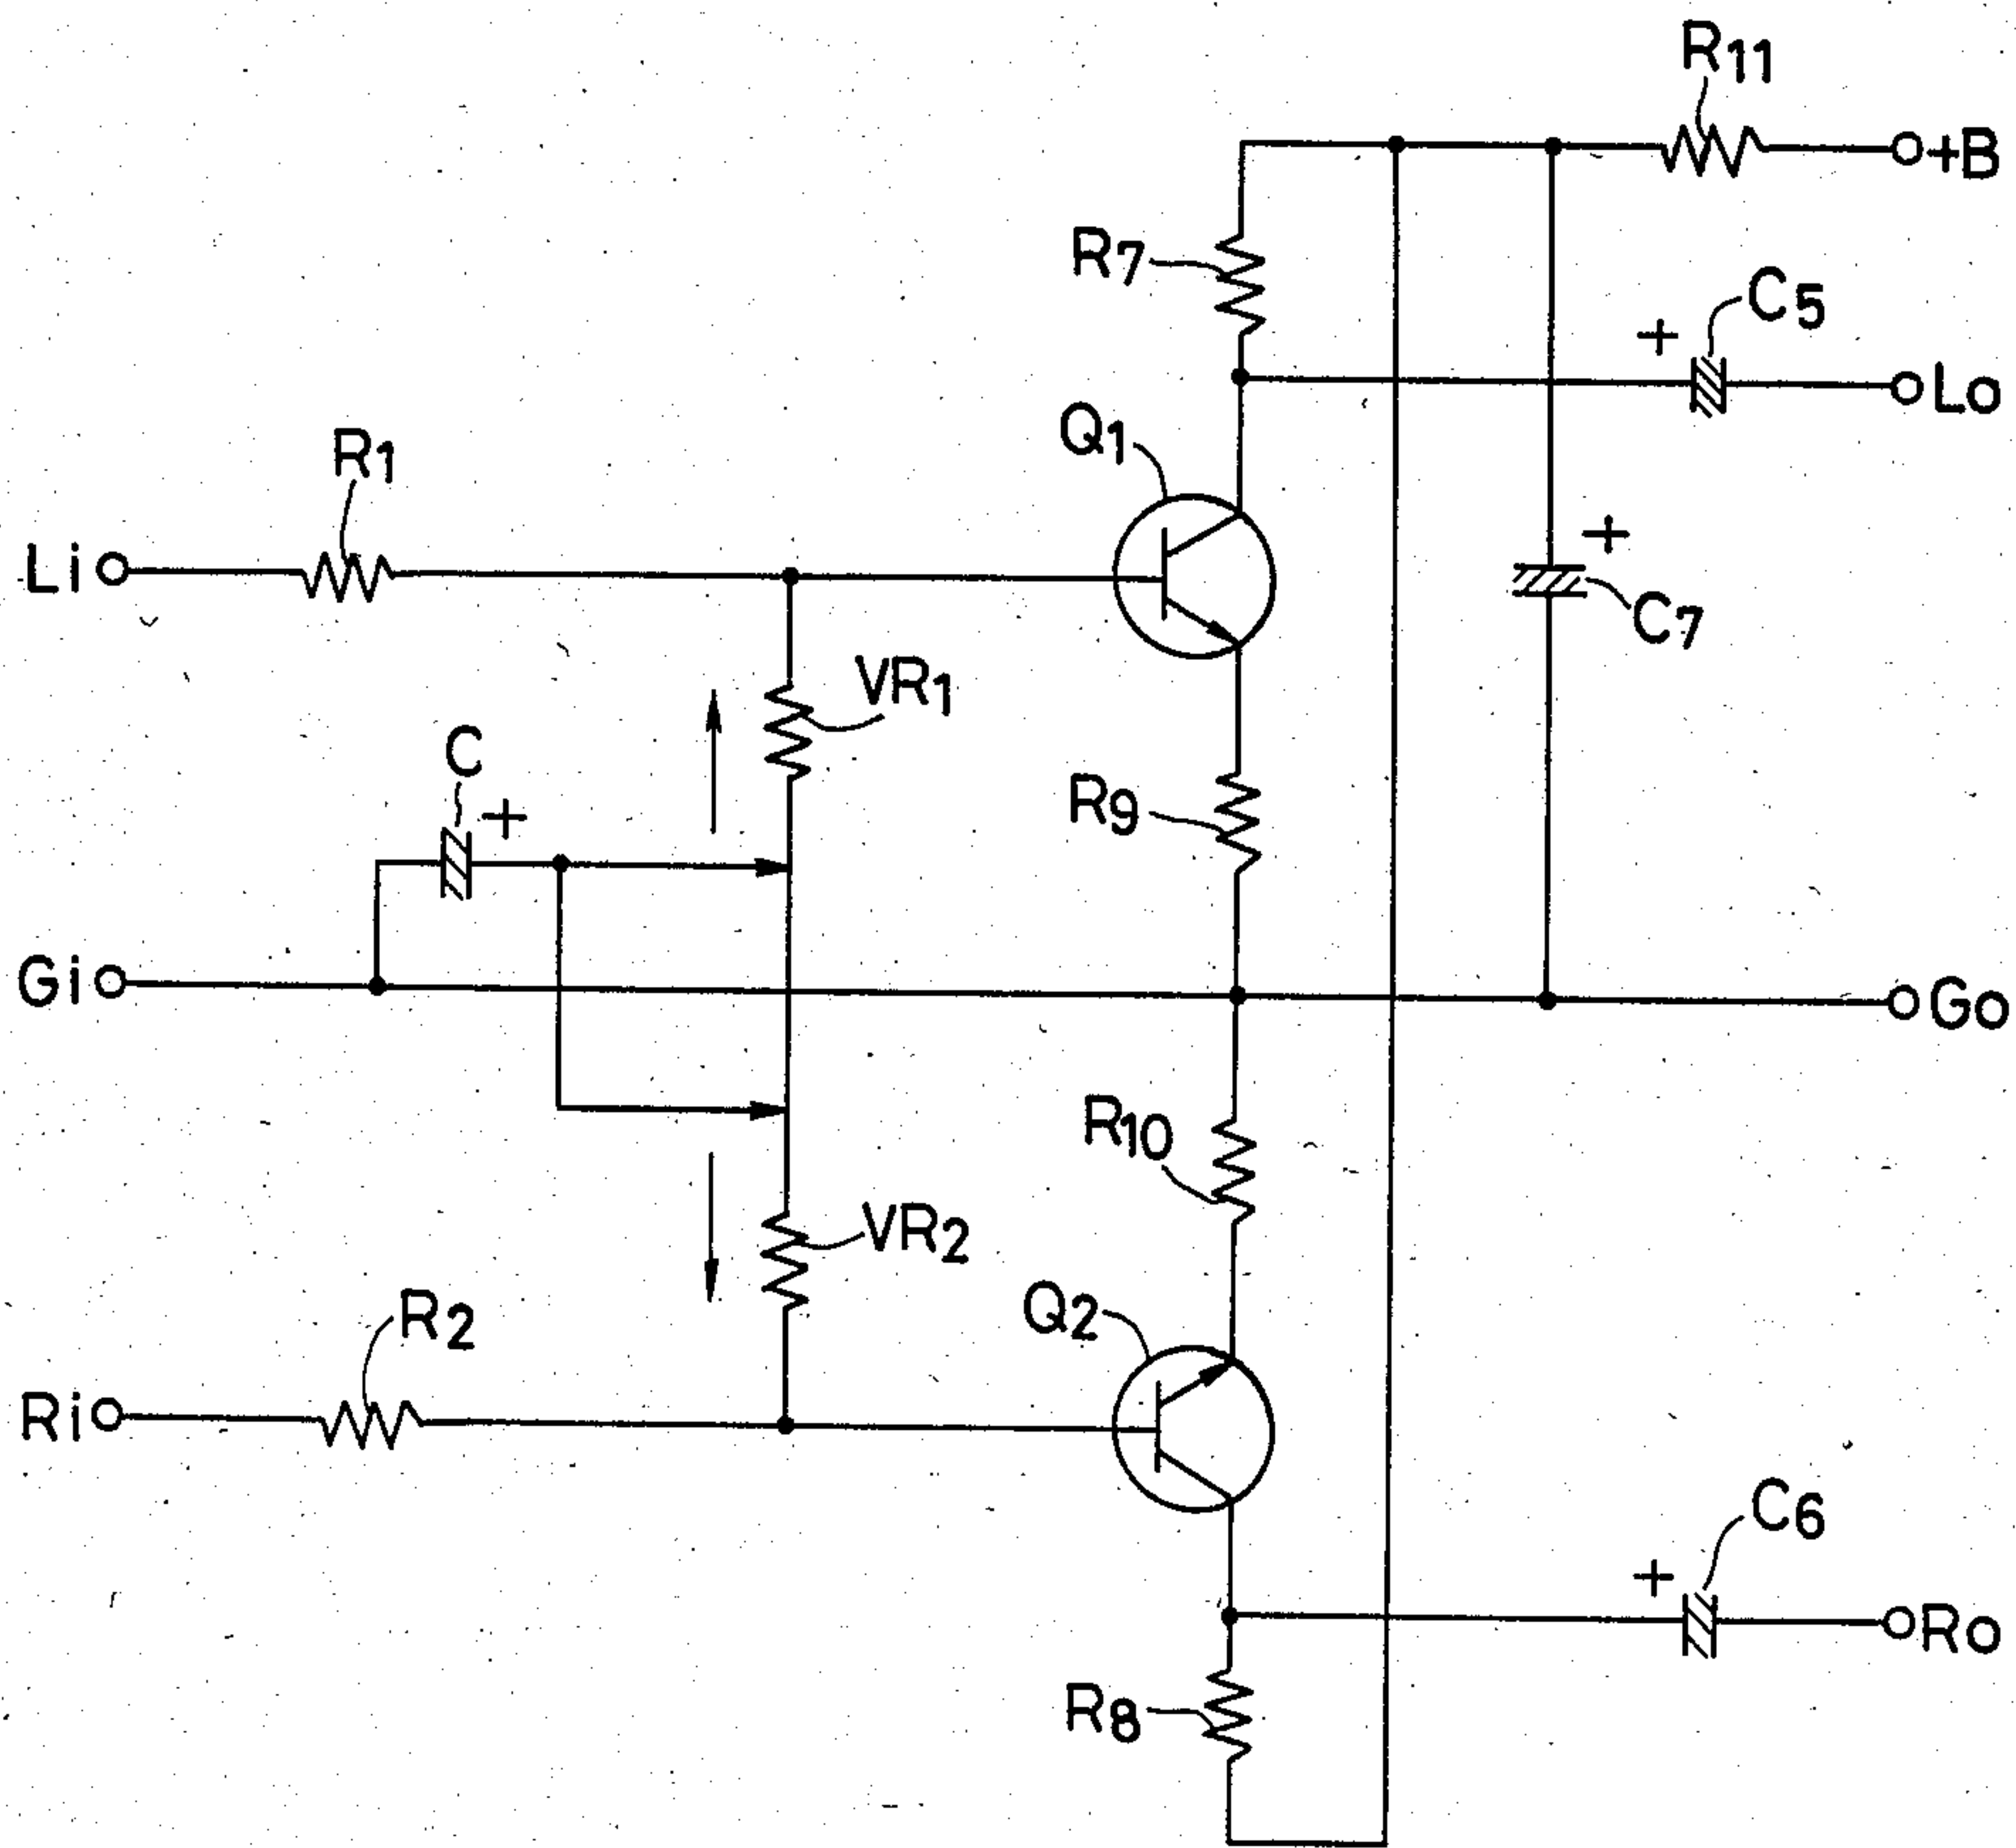 R11
+B
R7
C5
+
Lo
Q1
R1
Li
+
C7
VR1
C
+
R9
Gi
Go
R10
VR2
Q2
R2
Ri
C6
+
Ro
R8